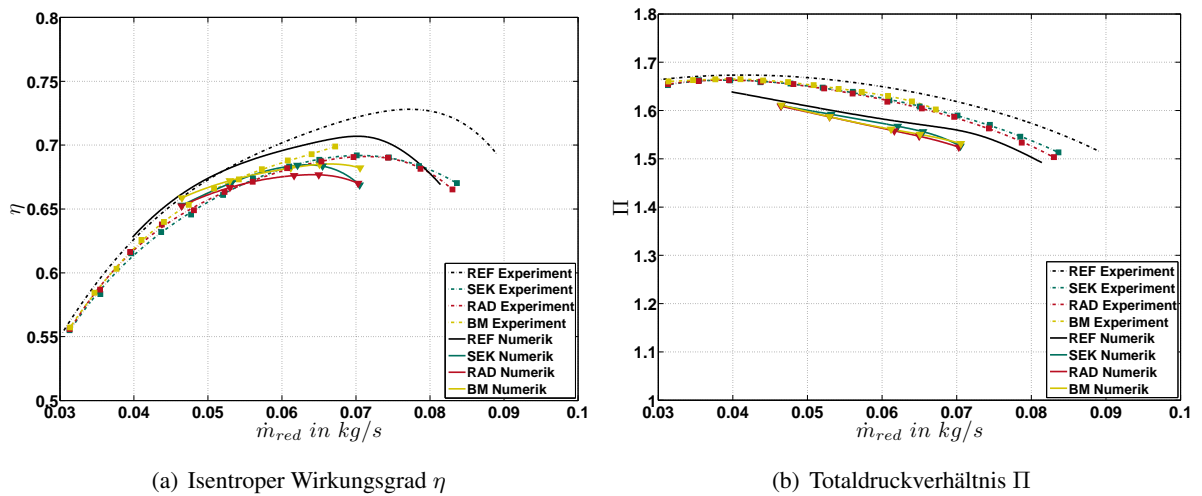 0.8
0.75
0.7
0.65
0.6
0.55
0.5
η
0.03 0.04 0.05 0.06 0.07 0.08 0.09 0.1
ṁ_red in kg/s
REF Experiment
SEK Experiment
RAD Experiment
BM Experiment
REF Numerik
SEK Numerik
RAD Numerik
BM Numerik
(a) Isentroper Wirkungsgrad η
1.8
1.7
1.6
1.5
1.4
1.3
1.2
1.1
1
Π
0.03 0.04 0.05 0.06 0.07 0.08 0.09 0.1
ṁ_red in kg/s
REF Experiment
SEK Experiment
RAD Experiment
BM Experiment
REF Numerik
SEK Numerik
RAD Numerik
BM Numerik
(b) Totaldruckverhältnis Π